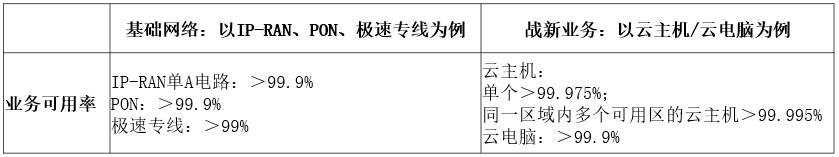 基础网络：以IP-RAN、PON、极速专线为例
战新业务：以云主机/云电脑为例
业务可用率
IP-RAN单A电路：＞99.9%
PON：＞99.9%
极速专线：＞99%
云主机：
单个＞99.975%；
同一区域内多个可用区的云主机＞99.995%
云电脑：＞99.9%